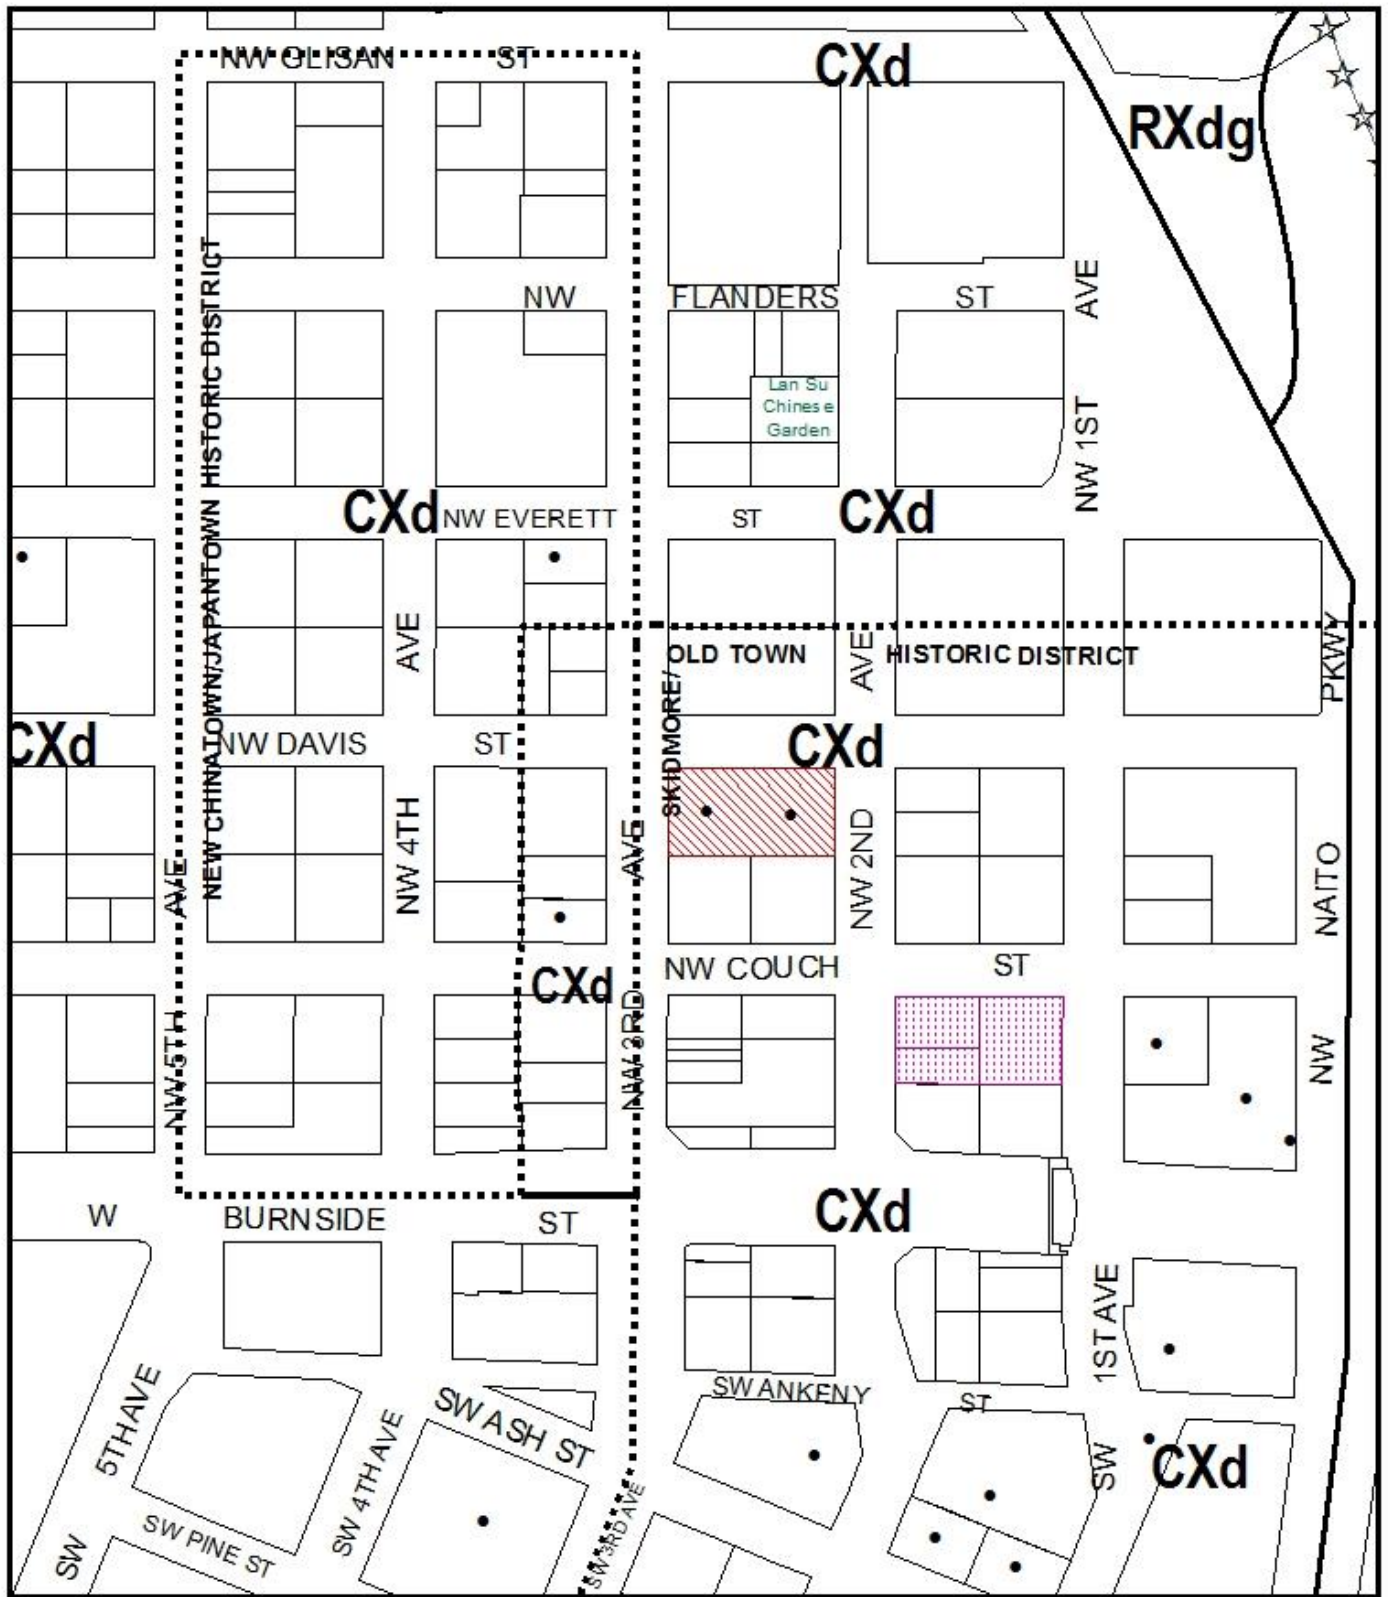 NW GLISAN ST
CXd
RXdg
NW FLANDERS ST
AVE
NW 1ST
Lan Su
Chinese
Garden
NEW CHINATOWN/JAPANTOWN HISTORIC DISTRICT
CXd
NW EVERETT ST
CXd
AVE
NW 4TH
SKIDMORE/
OLD TOWN HISTORIC DISTRICT
AVE
NW 2ND
PKWY
NAITO
NW
CXd
NW DAVIS ST
CXd
AVE
NW 5TH
AVE
NW 3RD
NW COUCH ST
CXd
W BURNSIDE ST
CXd
1ST AVE
SW
5TH AVE
SW
SW 4TH AVE
SW ASH ST
SW ANKENY ST
SW PINE ST
SW 3RD AVE
CXd